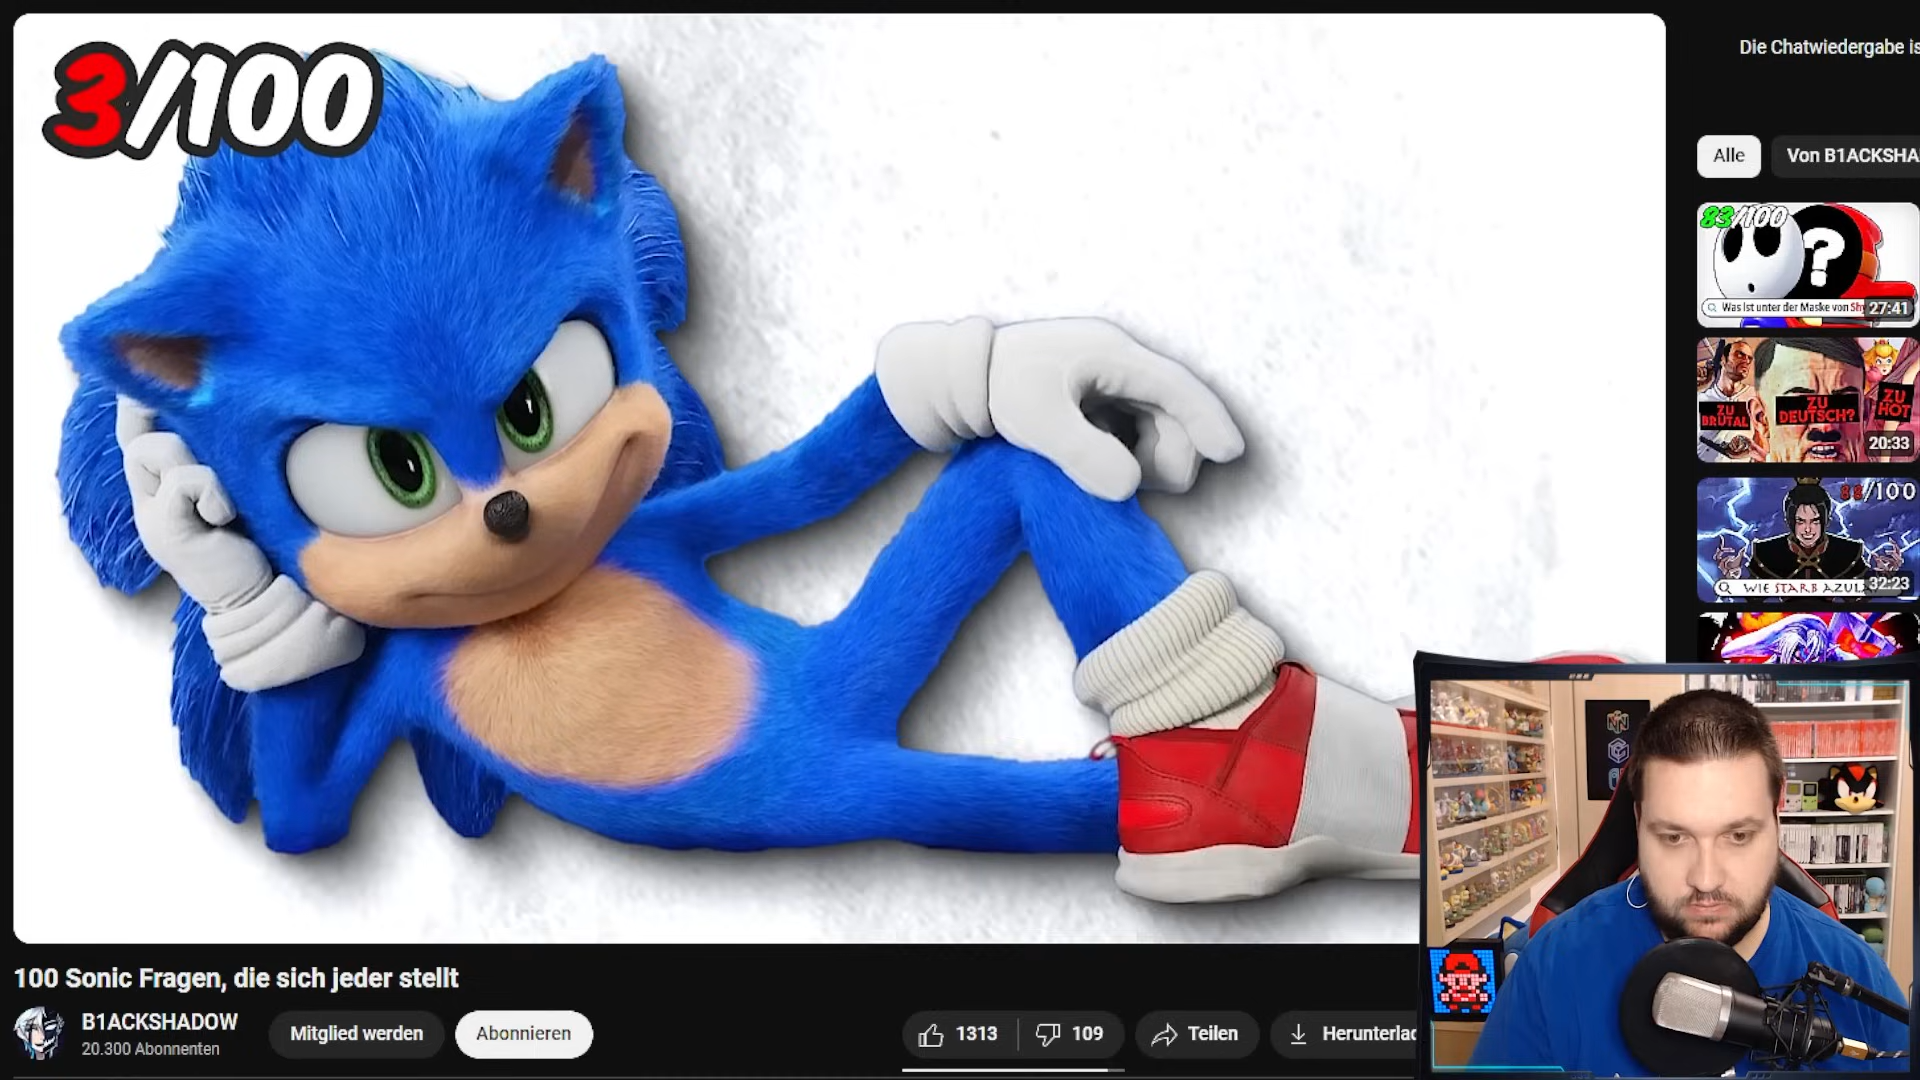 3/100
Die Chatwiedergabe is
Alle
Von B1ACKSHA
83/100
Was ist unter der Maske von Sh
27:41
ZU BRUTAL
ZU DEUTSCH?
ZU HOT
20:33
88/100
WIE STARB AZUL
32:23
100 Sonic Fragen, die sich jeder stellt
B1ACKSHADOW
20.300 Abonnenten
Mitglied werden
Abonnieren
1313
109
Teilen
Herunterlad